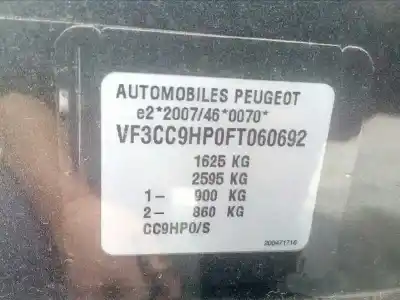 AUTOMOBILES PEUGEOT
e2*2007/46*0070*
VF3CC9HP0FT060692
1625 KG
2595 KG
1- 900 KG
2- 860 KG
CC9HP0/S